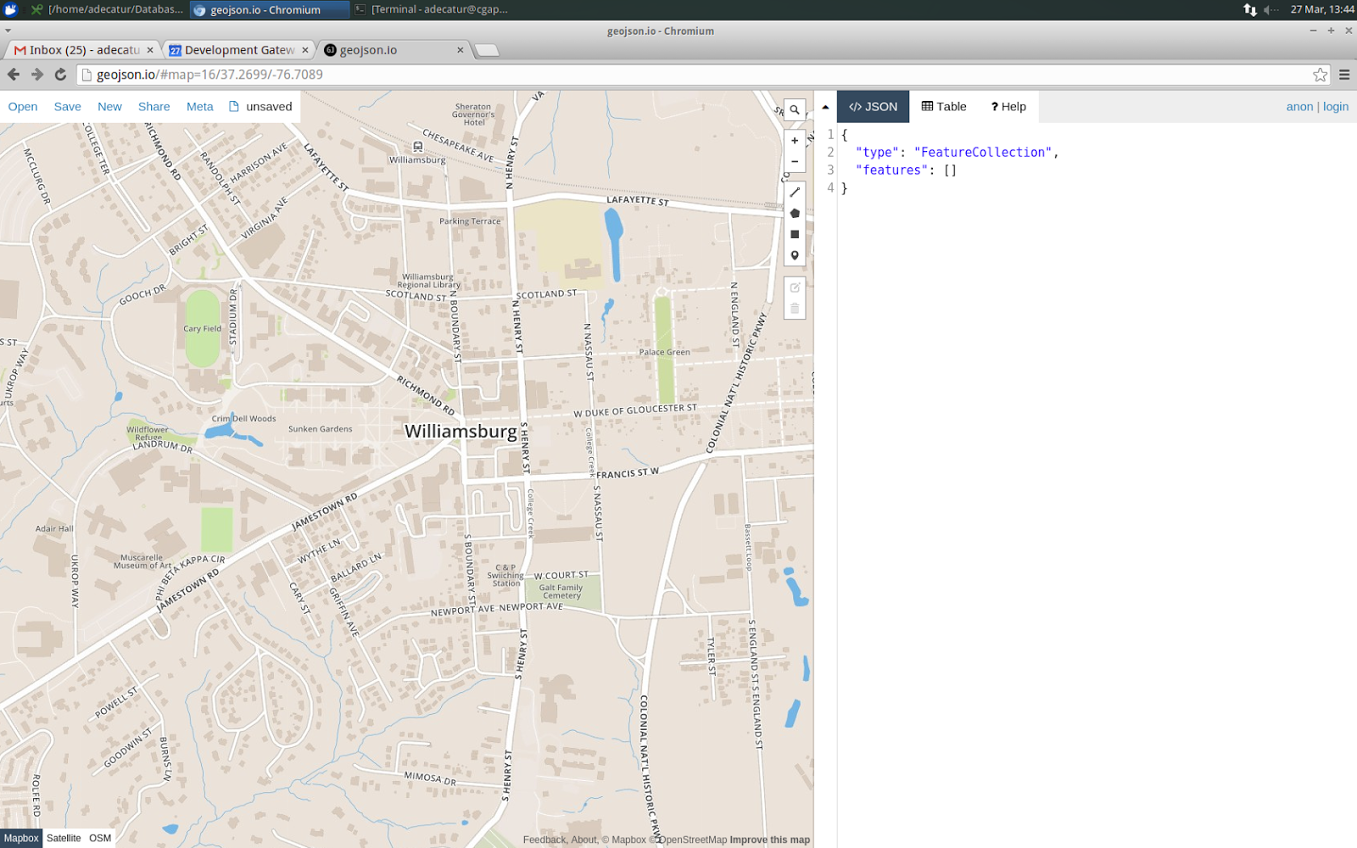 [/home/adecatur/Databas...
geojson.io - Chromium
[Terminal - adecatur@cgap...
27 Mar, 13:44
geojson.io - Chromium
Inbox (25) - adecatu
27 Development Gatew
geojson.io
geojson.io/#map=16/37.2699/-76.7089
Open Save New Share Meta unsaved
</> JSON Table ? Help
anon | login
1 {
2 "type": "FeatureCollection",
3 "features": []
4 }
Sheraton
Governor's
Hotel
VA
CHESAPEAKE AVE
Williamsburg
COLLEGE TER
RICHMOND RD
RANDOLPH ST
HARRISON AVE
LAFAYETTE ST
N HENRY ST
MCCLURG DR
VIRGINIA AVE
BRIGHT ST
Parking Terrace
LAFAYETTE ST
Williamsburg
Regional Library
SCOTLAND ST
SCOTLAND ST
GOOCH DR
STADIUM DR
Cary Field
N BOUNDARY ST
N HENRY ST
N NASSAU ST
N ENGLAND ST
Palace Green
COLONIAL NAT'L HISTORIC PKWY
S ST
UKROP WAY
RICHMOND RD
W DUKE OF GLOUCESTER ST
Crim Dell Woods
Sunken Gardens
Williamsburg
Wildflower
Refuge
LANDRUM DR
S HENRY ST
College Creek
FRANCIS ST W
JAMESTOWN RD
College Creek
S NASSAU ST
Adair Hall
WYTHE LN
BALLARD LN
S BOUNDARY ST
Bassett Loop
Muscarelle
Museum of Art
PHI BETA KAPPA CIR
JAMESTOWN RD
UKROP WAY
CARY ST
GRIFFIN AVE
C & P
Switching
Station
W COURT ST
Galt Family
Cemetery
NEWPORT AVE
NEWPORT AVE
S HENRY ST
TYLER ST
S ENGLAND ST
S ENGLAND ST
POWELL ST
GOODWIN ST
BURNS LN
ROLFE RD
MIMOSA DR
S HENRY ST
COLONIAL NAT'L HISTORIC PKWY
Mapbox Satellite OSM
Feedback, About, © Mapbox © OpenStreetMap Improve this map